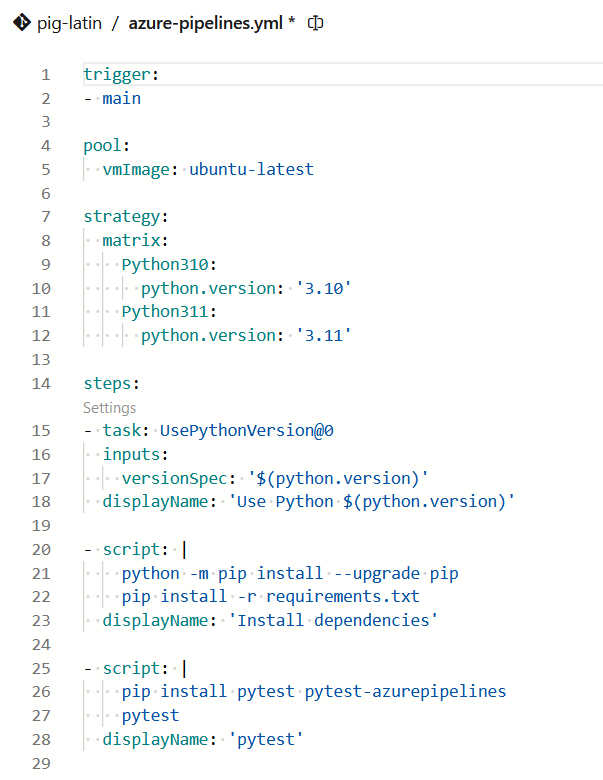 pig-latin / azure-pipelines.yml *
1 trigger:
2 - main
3
4 pool:
5   vmImage: ubuntu-latest
6
7 strategy:
8   matrix:
9     Python310:
10       python.version: '3.10'
11     Python311:
12       python.version: '3.11'
13
14 steps:
Settings
15 - task: UsePythonVersion@0
16   inputs:
17     versionSpec: '$(python.version)'
18   displayName: 'Use Python $(python.version)'
19
20 - script: |
21     python -m pip install --upgrade pip
22     pip install -r requirements.txt
23   displayName: 'Install dependencies'
24
25 - script: |
26     pip install pytest pytest-azurepipelines
27     pytest
28   displayName: 'pytest'
29